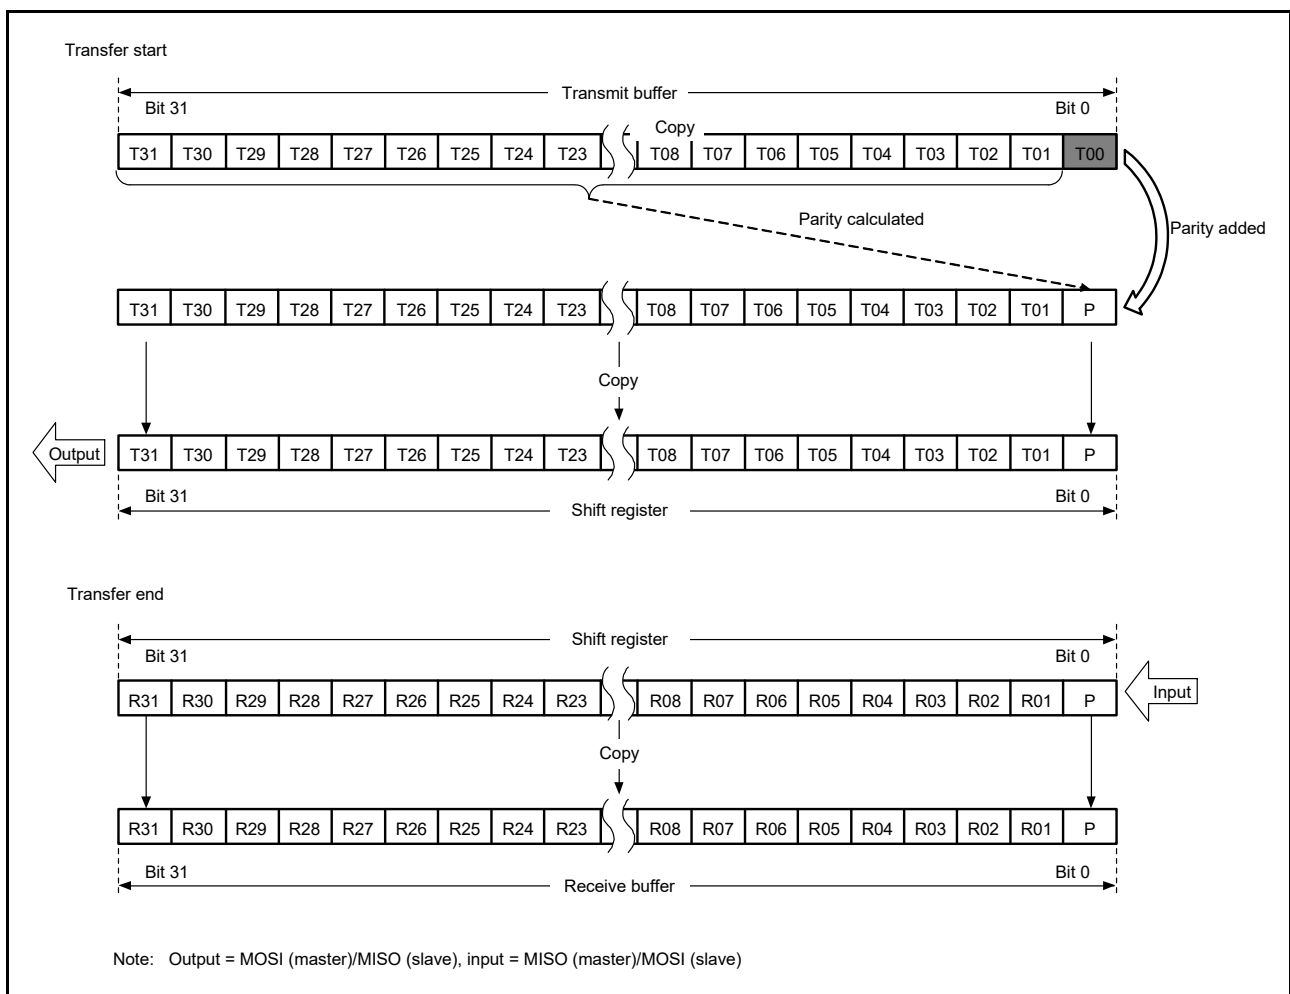 Transfer start
Transmit buffer
Bit 31 Bit 0
Copy
T31 T30 T29 T28 T27 T26 T25 T24 T23 T08 T07 T06 T05 T04 T03 T02 T01 T00
Parity calculated
Parity added
T31 T30 T29 T28 T27 T26 T25 T24 T23 T08 T07 T06 T05 T04 T03 T02 T01 P
Copy
Output T31 T30 T29 T28 T27 T26 T25 T24 T23 T08 T07 T06 T05 T04 T03 T02 T01 P
Bit 31 Bit 0
Shift register
Transfer end
Shift register
Bit 31 Bit 0
R31 R30 R29 R28 R27 R26 R25 R24 R23 R08 R07 R06 R05 R04 R03 R02 R01 P Input
Copy
R31 R30 R29 R28 R27 R26 R25 R24 R23 R08 R07 R06 R05 R04 R03 R02 R01 P
Bit 31 Bit 0
Receive buffer
Note: Output = MOSI (master)/MISO (slave), input = MISO (master)/MOSI (slave)